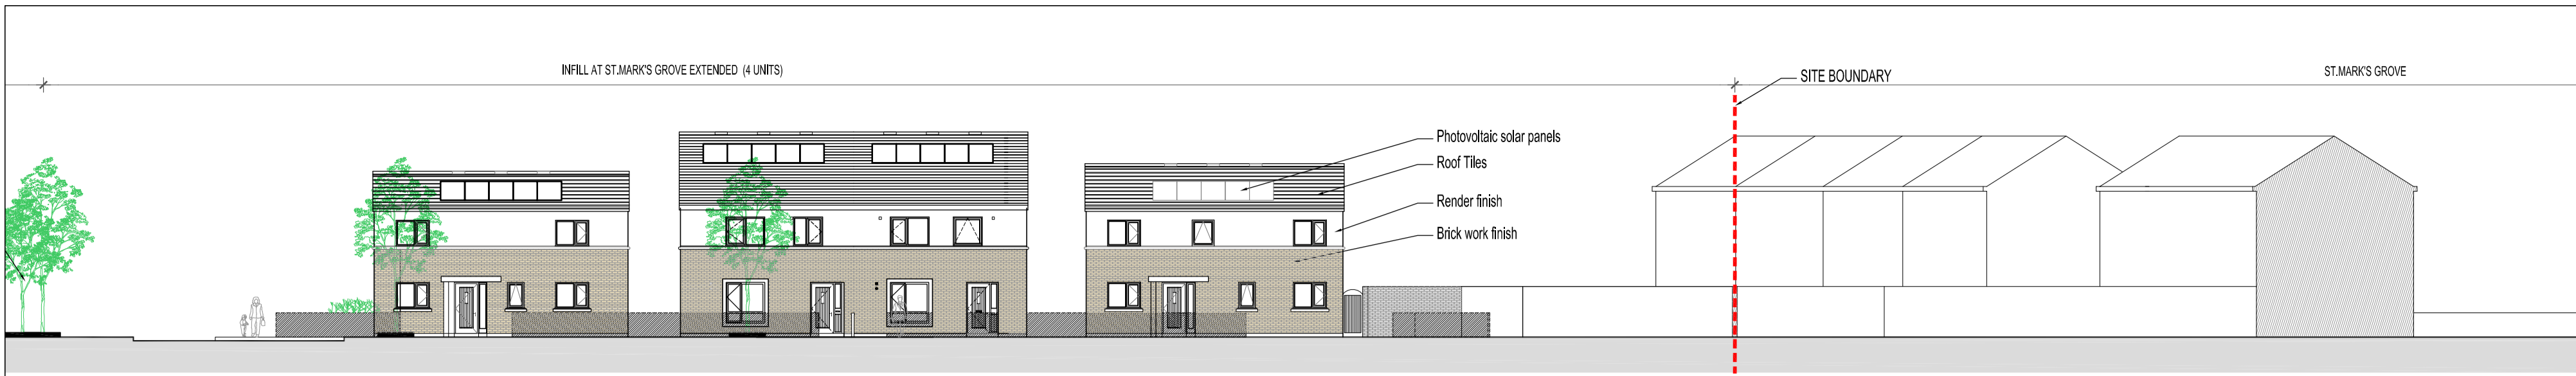 INFILL AT ST.MARK'S GROVE EXTENDED (4 UNITS)
SITE BOUNDARY
ST.MARK'S GROVE
Photovoltaic solar panels
Roof Tiles
Render finish
Brick work finish